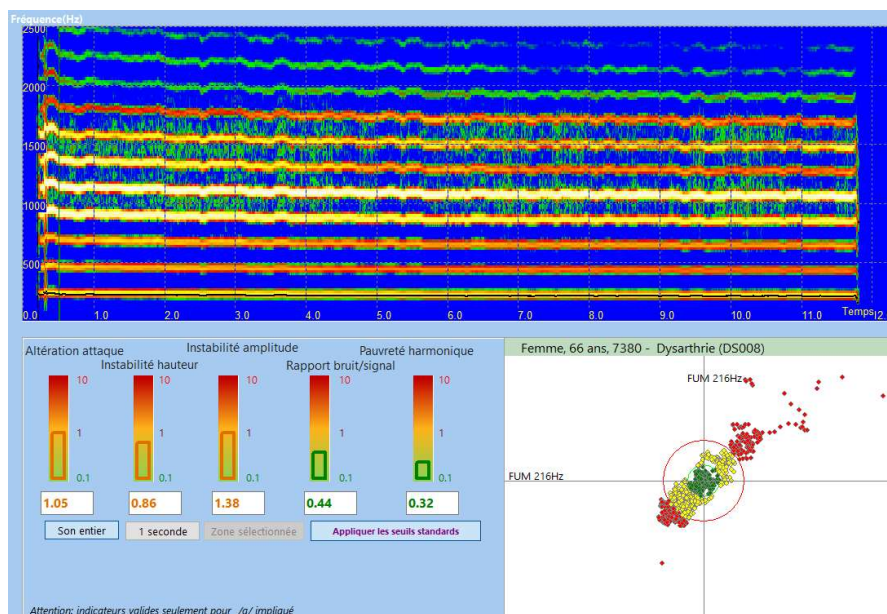 Fréquence(Hz)
2500
2000
1500
1000
500
0.0 1.0 2.0 3.0 4.0 5.0 6.0 7.0 8.0 9.0 10.0 11.0 Temps 12.
Altération attaque Instabilité amplitude Pauvreté harmonique
Instabilité hauteur Rapport bruit/signal
10 10 10 10 10
1 1 1 1 1
0.1 0.1 0.1 0.1 0.1
1.05 0.86 1.38 0.44 0.32
Son entier 1 seconde Zone sélectionnée Appliquer les seuils standards
Attention: indicateurs valides seulement pour /a/ impliqué
Femme, 66 ans, 7380 - Dysarthrie (DS008)
FUM 216Hz
FUM 216Hz